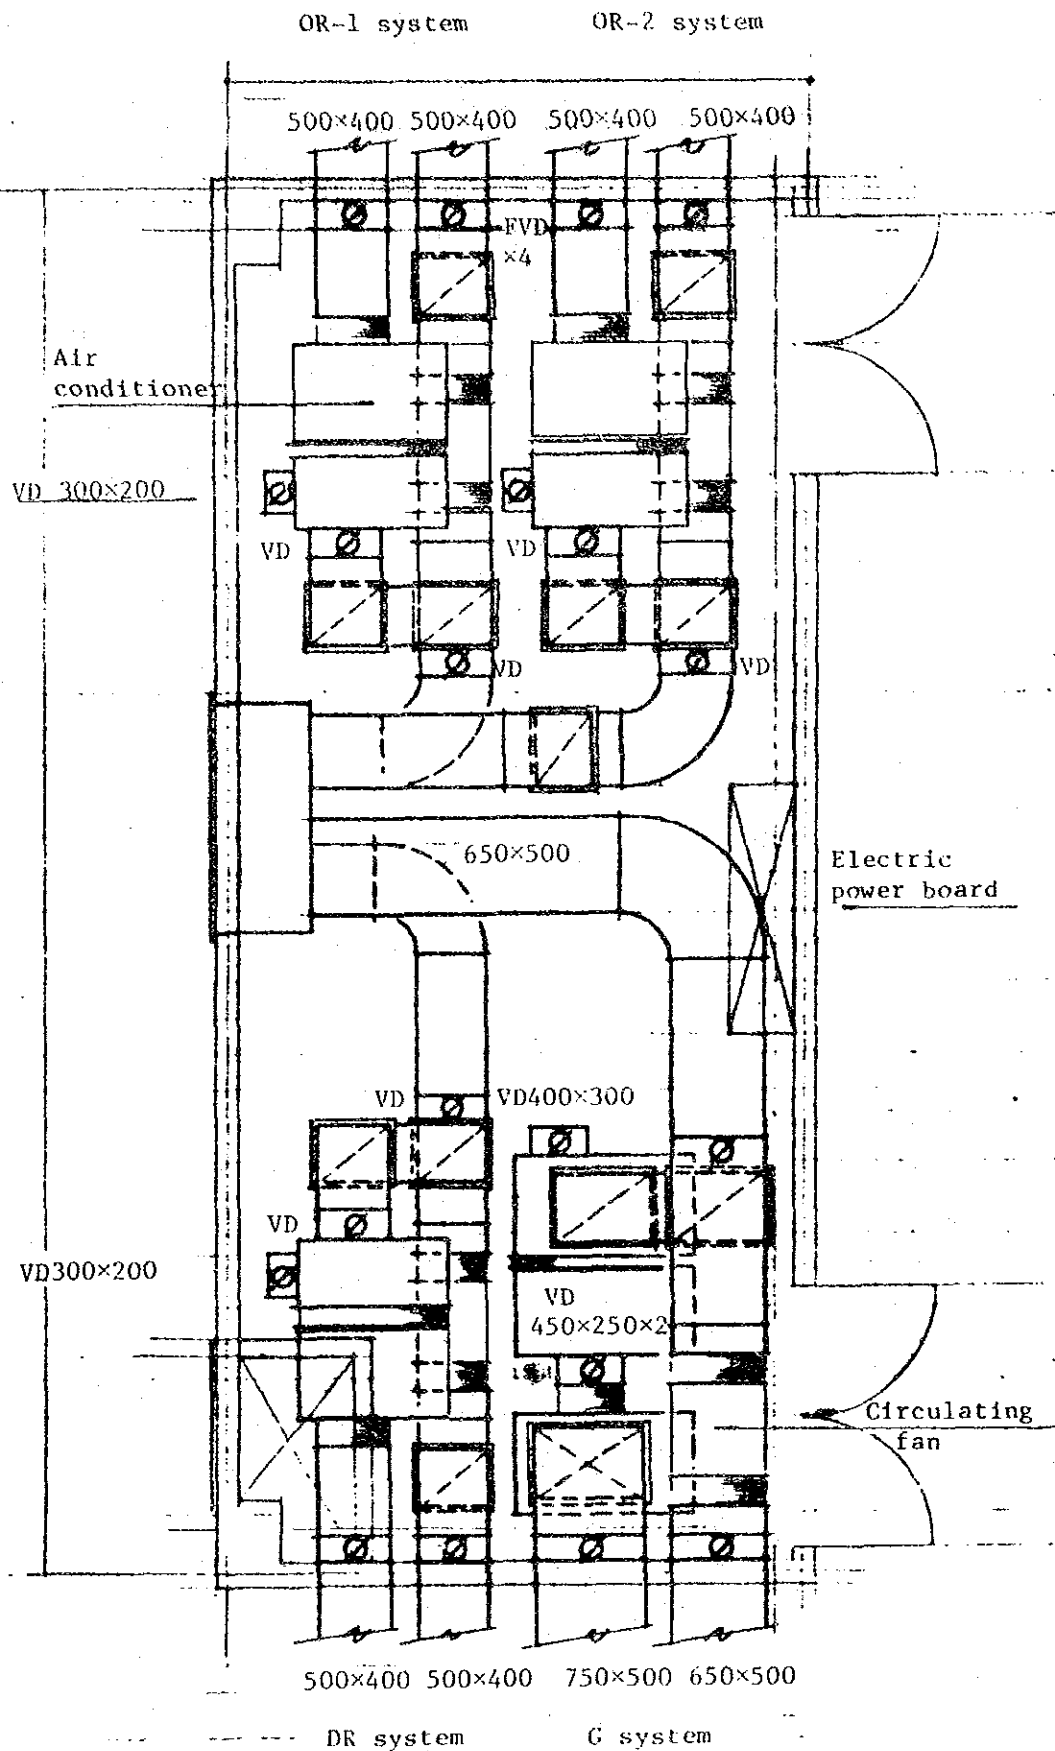 OR-1 system OR-2 system
500×400 500×400 500×400 500×400
FVD
×4
Air
conditioner
VD 300×200
VD VD
VD VD
650×500
Electric
power board
VD VD400×300
VD
VD300×200
VD
450×250×2
Circulating
fan
500×400 500×400 750×500 650×500
DR system G system